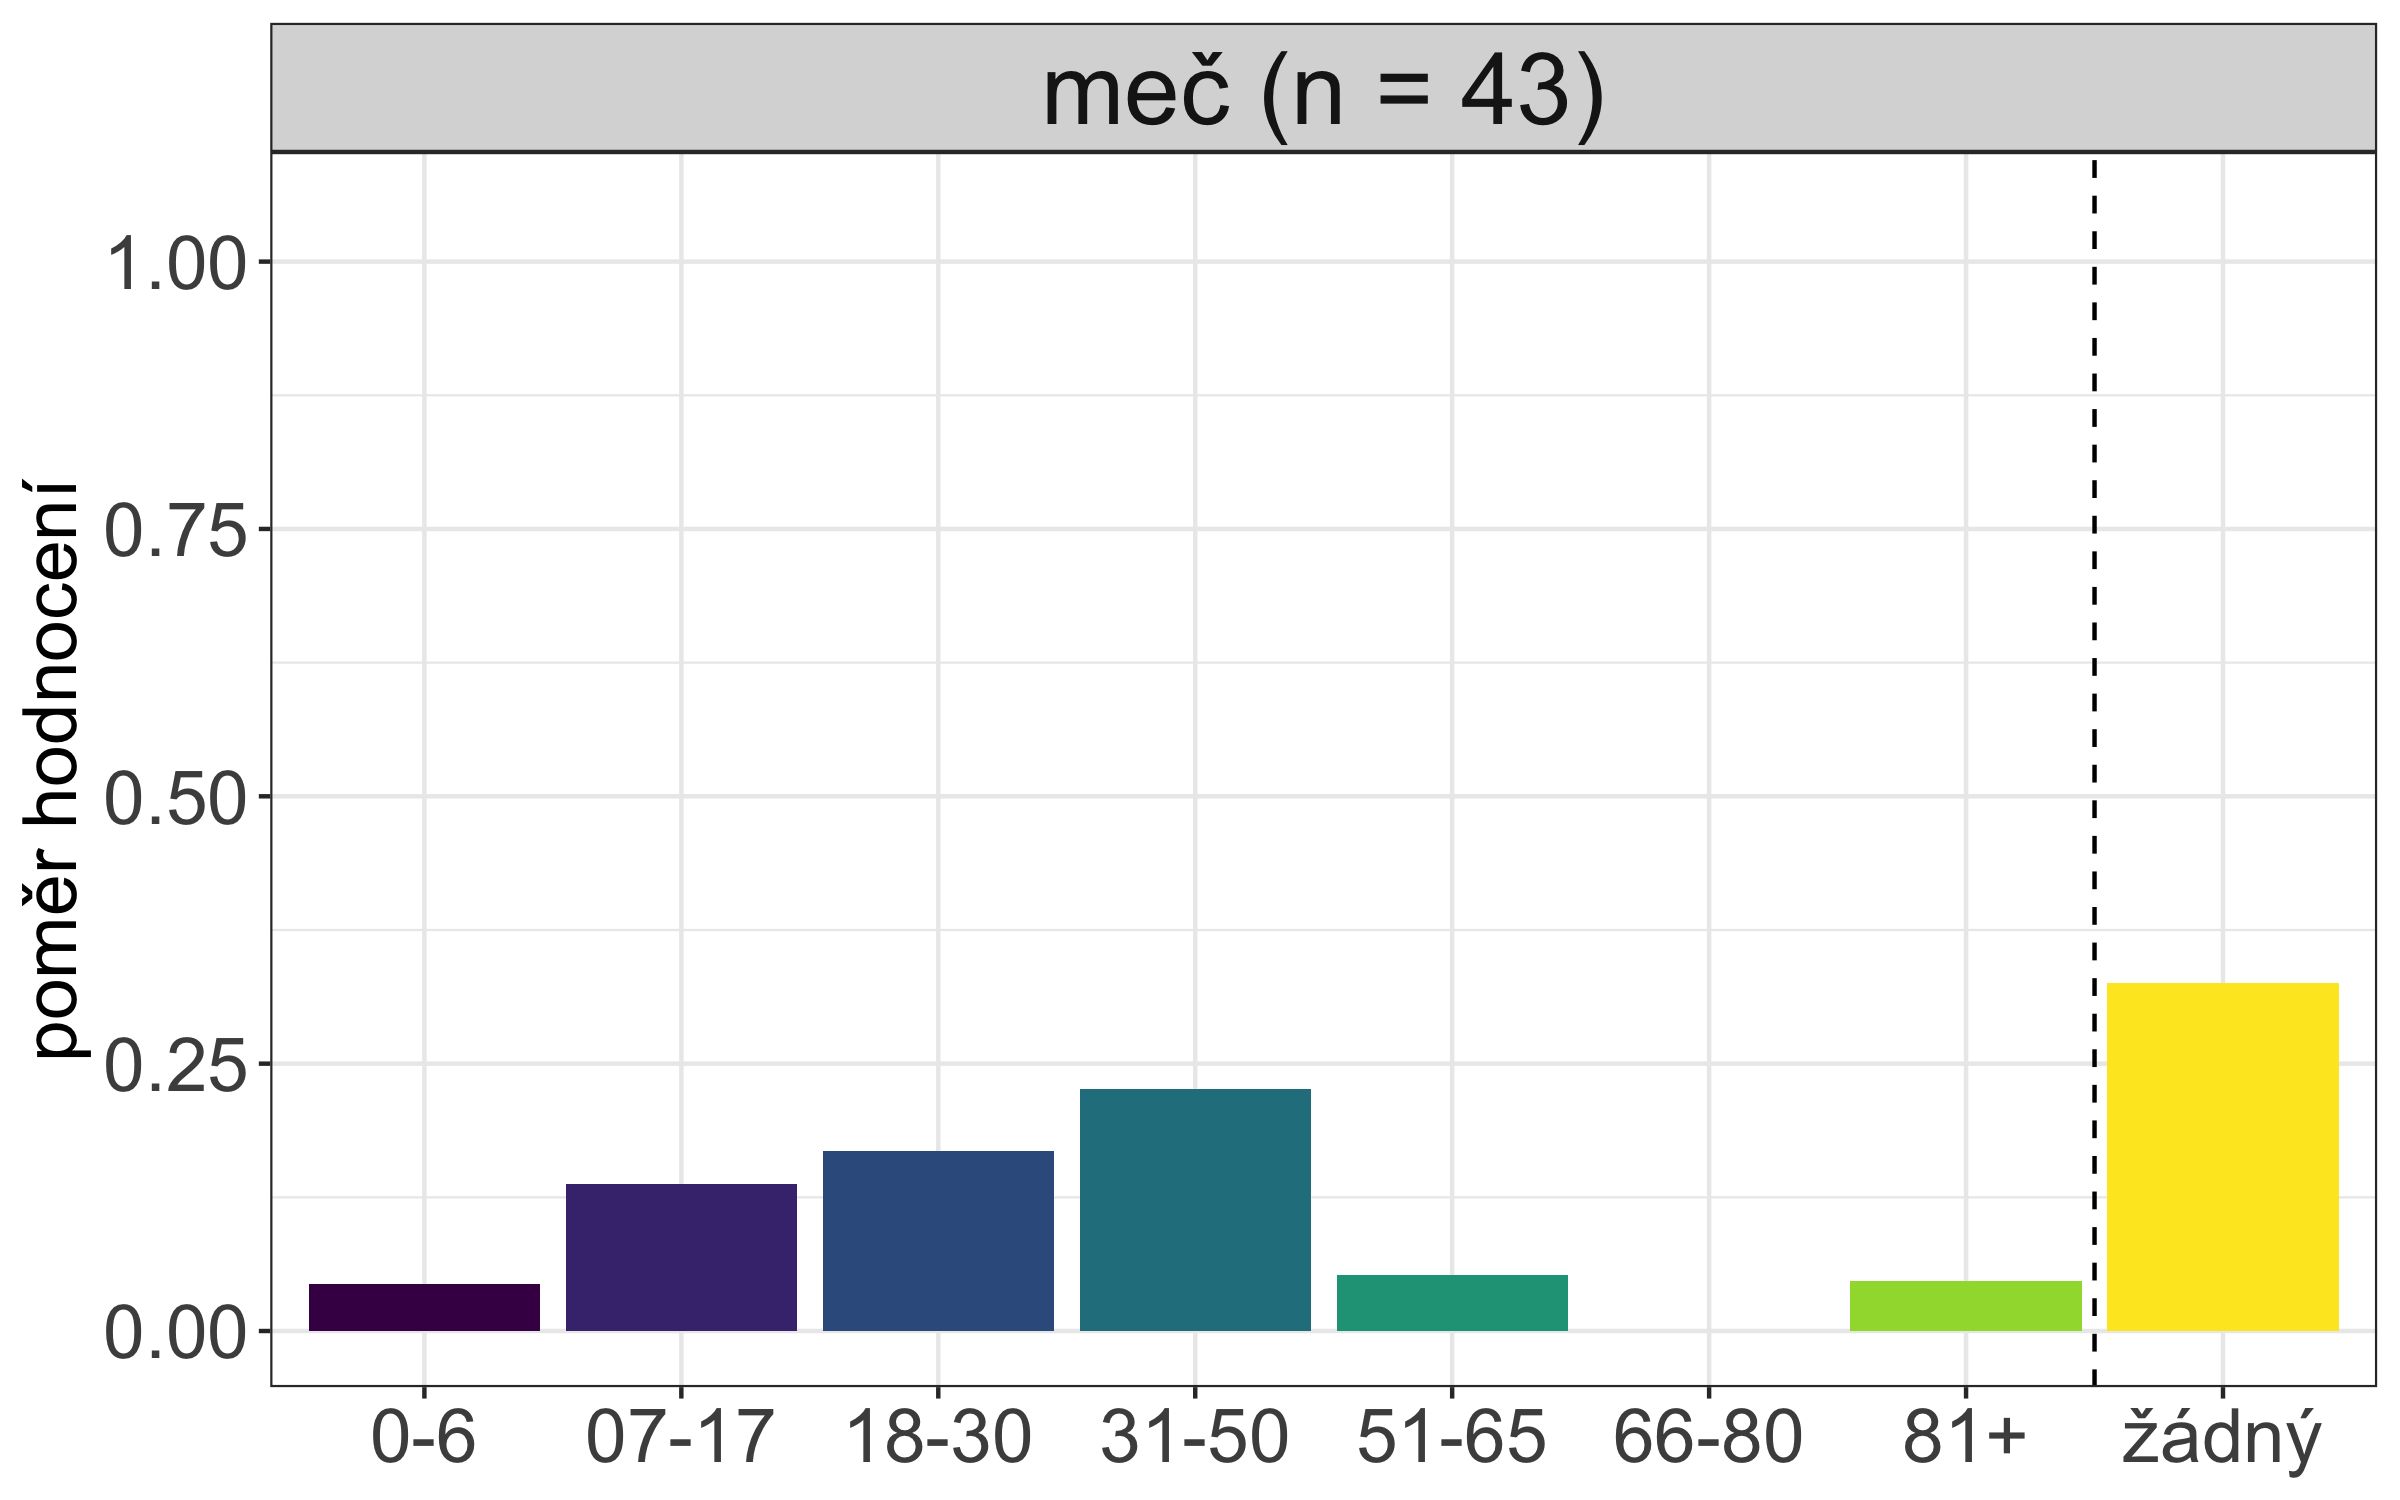 meč (n = 43)
poměr hodnocení
1.00
0.75
0.50
0.25
0.00
0-6 07-17 18-30 31-50 51-65 66-80 81+ žádný